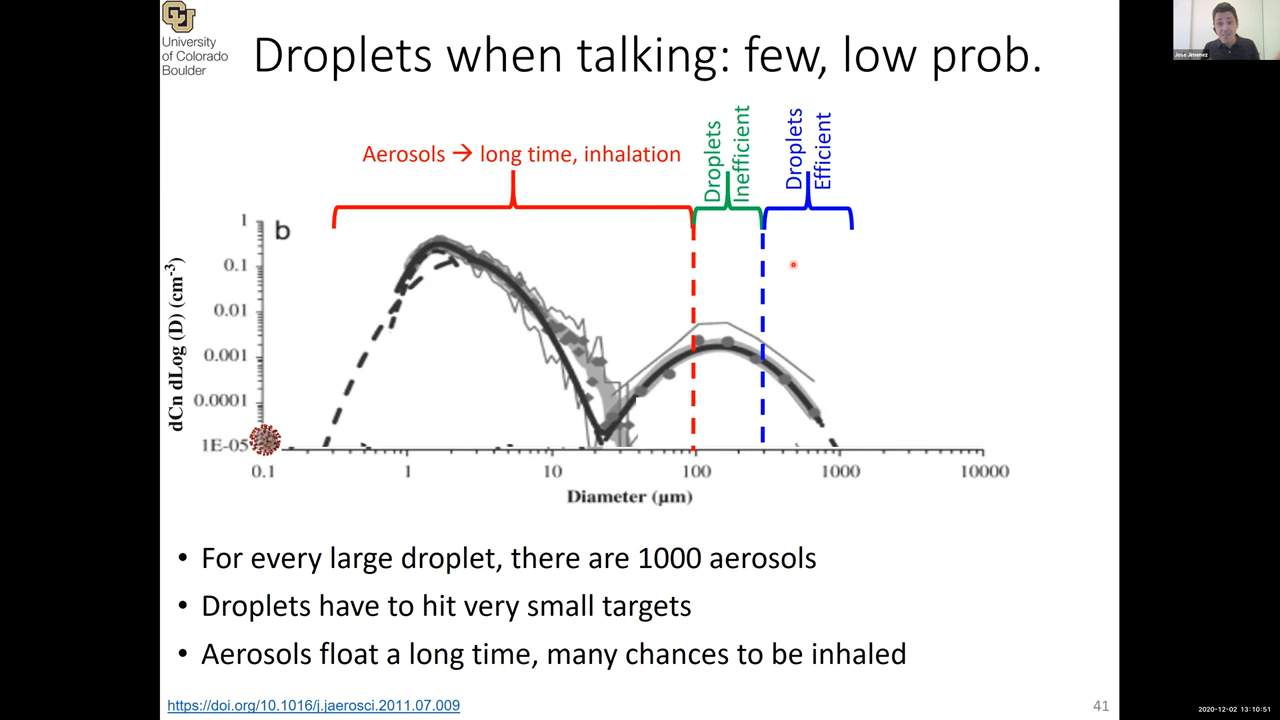 University
of Colorado
Boulder
Droplets when talking: few, low prob.
Jose Jimenez
Aerosols → long time, inhalation
Droplets
Inefficient
Droplets
Efficient
b
dCn dLog (D) (cm-3)
1
0.1
0.01
0.001
0.0001
1E-05
0.1 1 10 100 1000 10000
Diameter (µm)
• For every large droplet, there are 1000 aerosols
• Droplets have to hit very small targets
• Aerosols float a long time, many chances to be inhaled
https://doi.org/10.1016/j.jaerosci.2011.07.009
41
2020-12-02 13:10:51